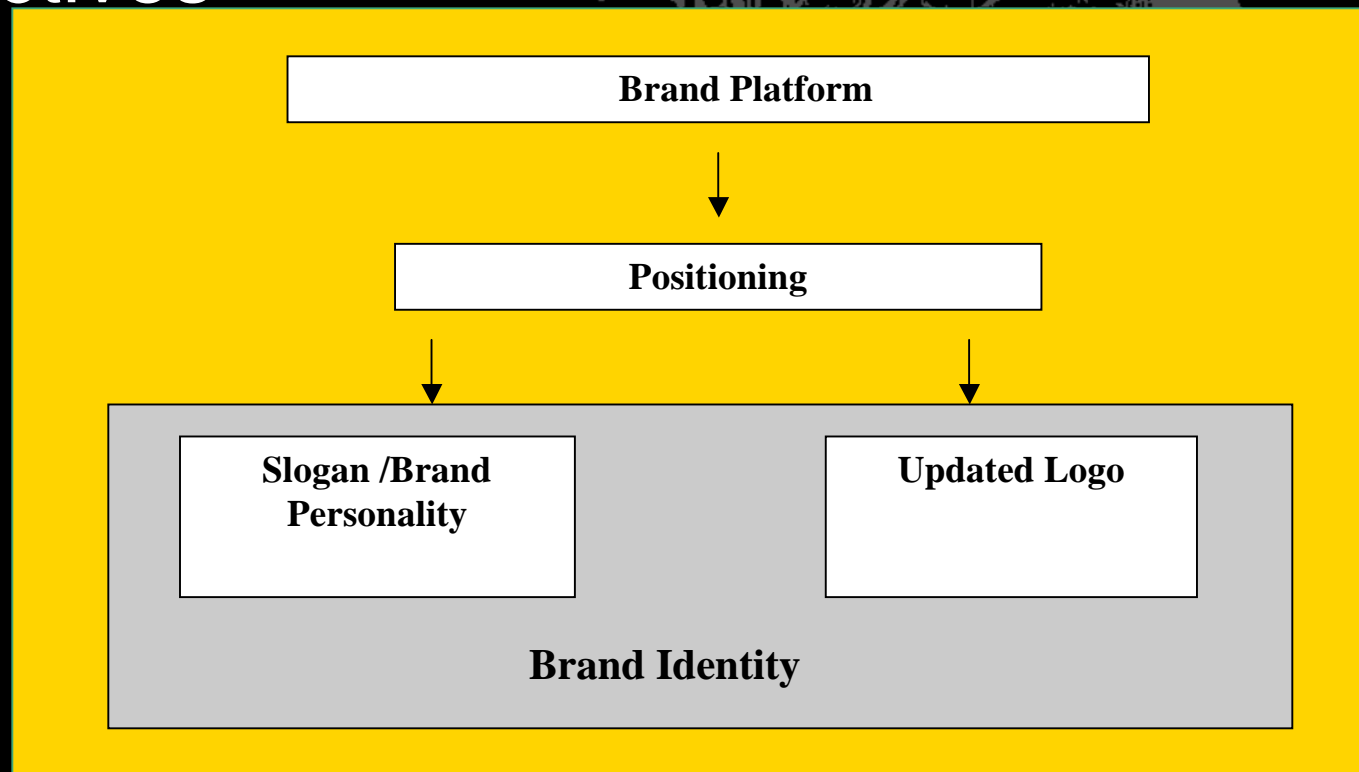 Brand Platform
Positioning
Slogan /Brand
Personality
Updated Logo
Brand Identity